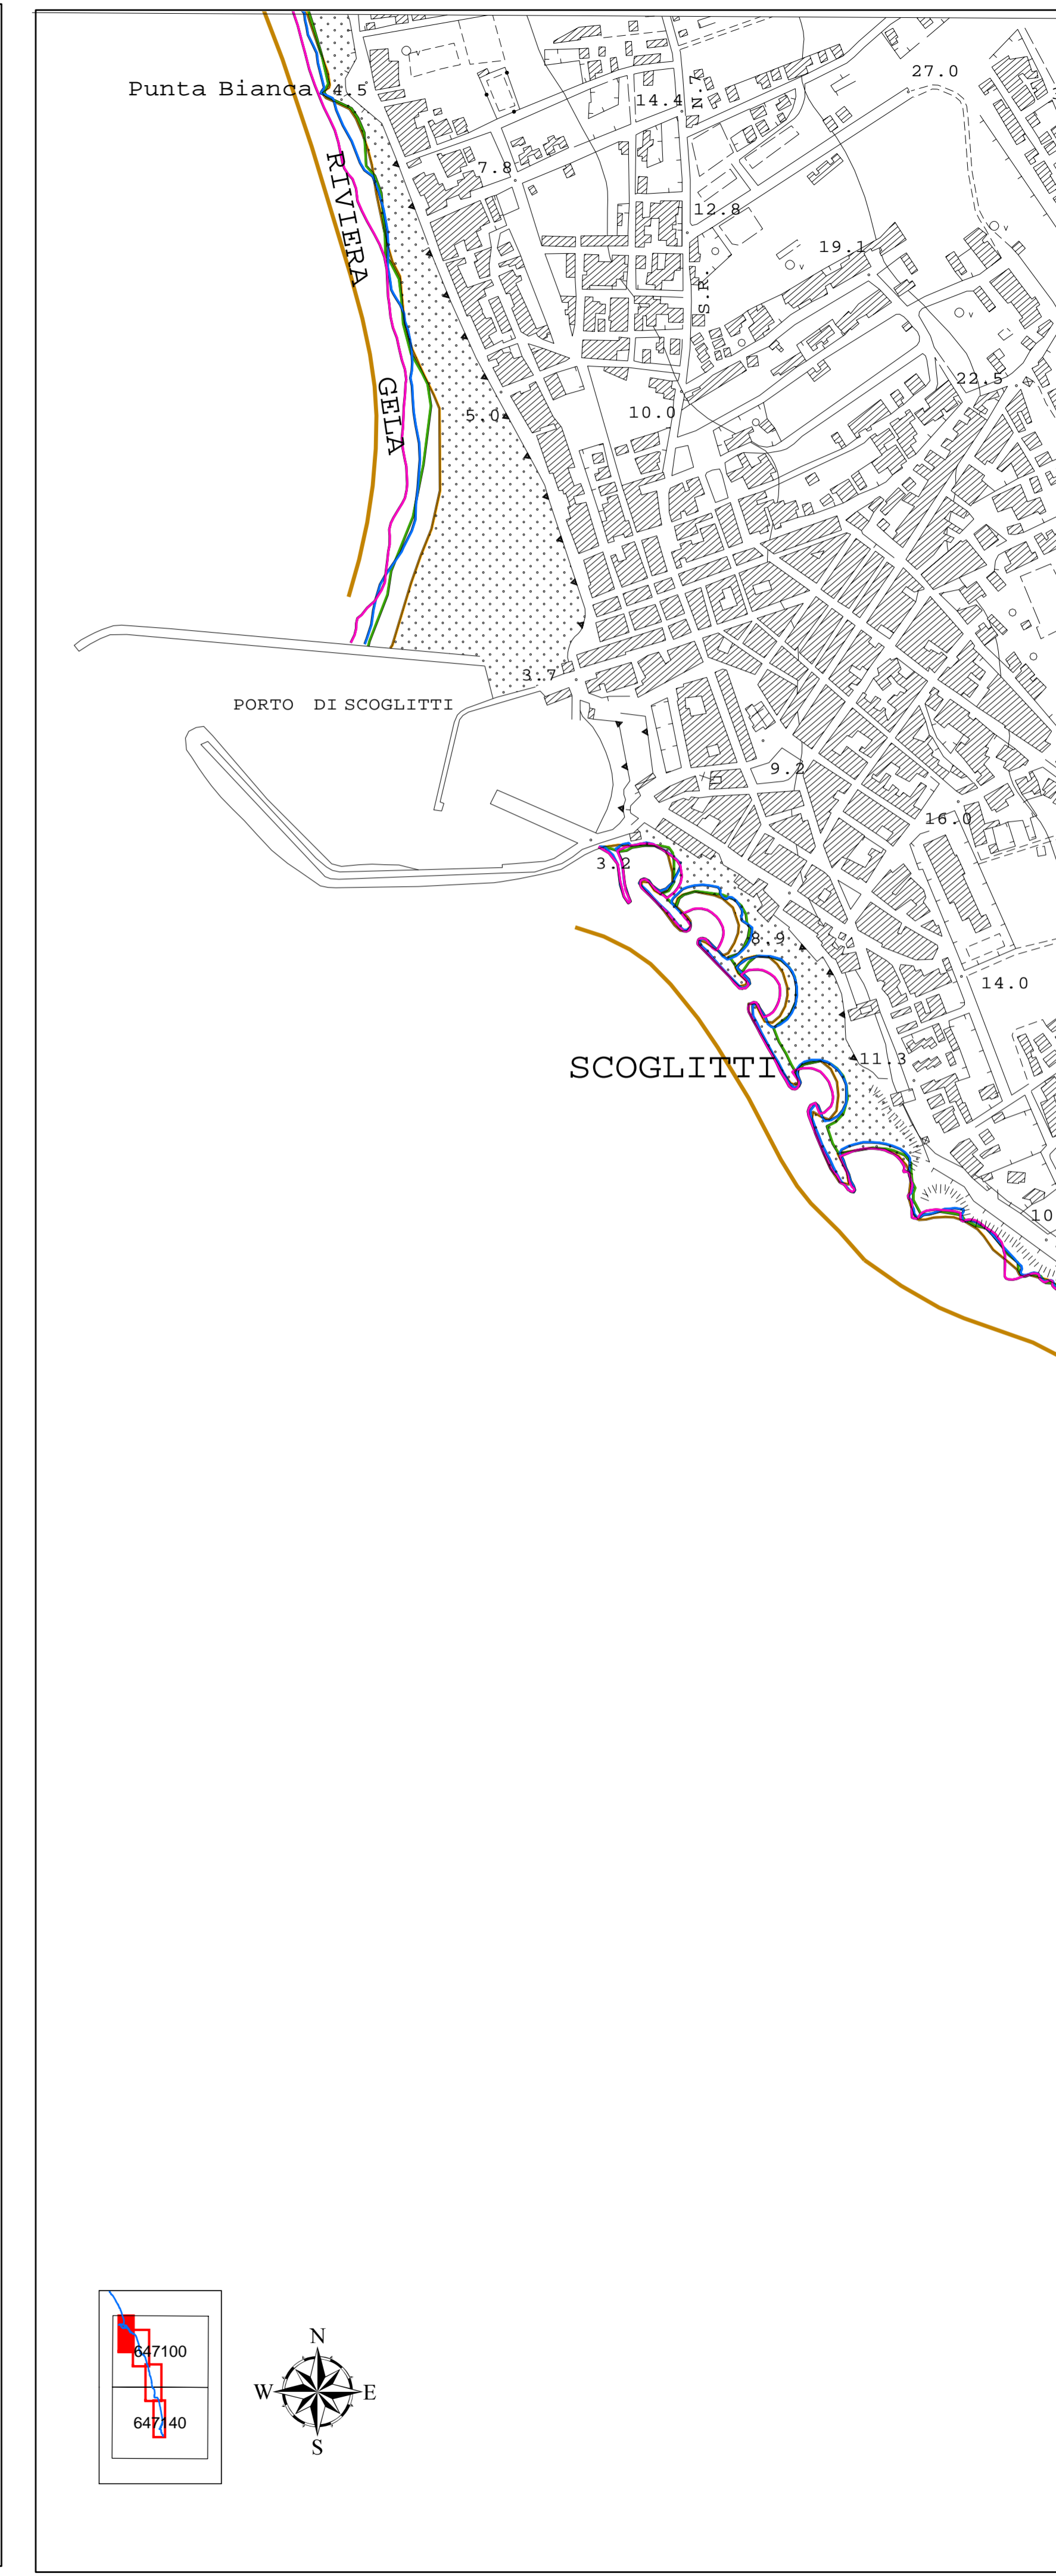 27.0
Punta Bianca
4.5
14.4
N.7
7.8
RIVIERA
12.8
19.1
S.R.
GELA
22.5
5.0
10.0
3.7
PORTO DI SCOGLITTI
9.2
16.0
3.2
8.9
14.0
SCOGLITTI
11.3
10
647100
647140
N
W
E
S
v
v
v
v